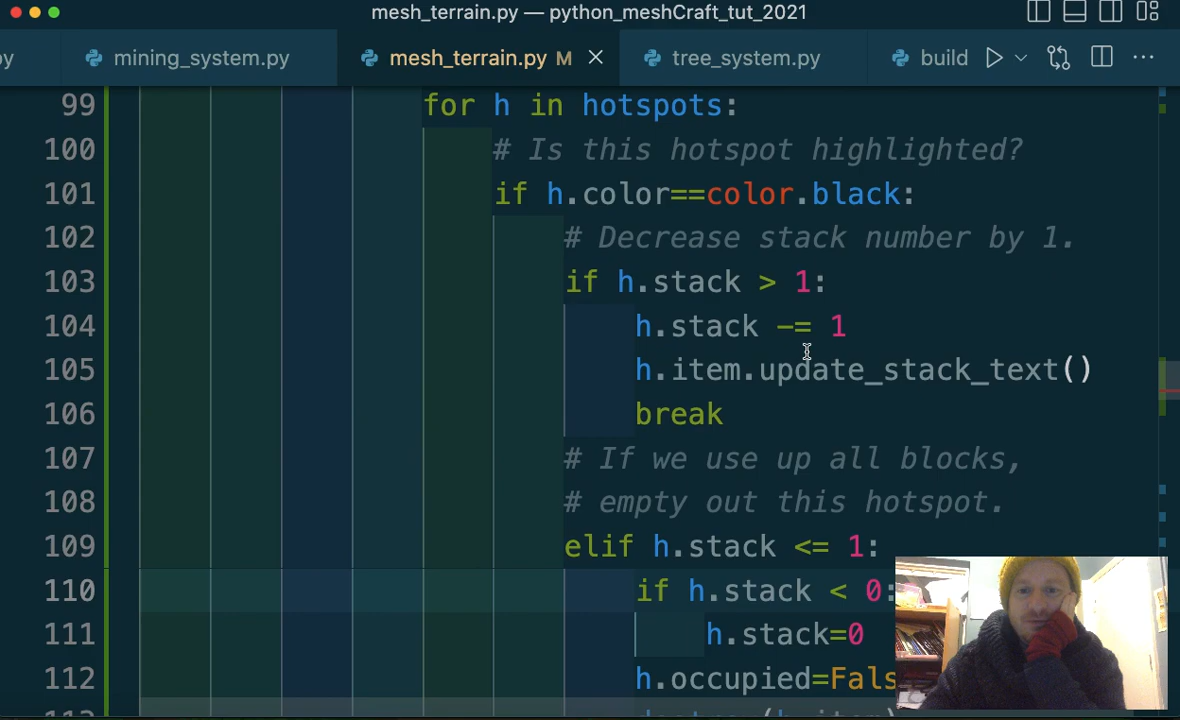 mesh_terrain.py — python_meshCraft_tut_2021
py
mining_system.py
mesh_terrain.py M
tree_system.py
build
99 for h in hotspots:
100 # Is this hotspot highlighted?
101 if h.color==color.black:
102 # Decrease stack number by 1.
103 if h.stack > 1:
104 h.stack -= 1
105 h.item.update_stack_text()
106 break
107 # If we use up all blocks,
108 # empty out this hotspot.
109 elif h.stack <= 1:
110 if h.stack < 0:
111 h.stack=0
112 h.occupied=Fals